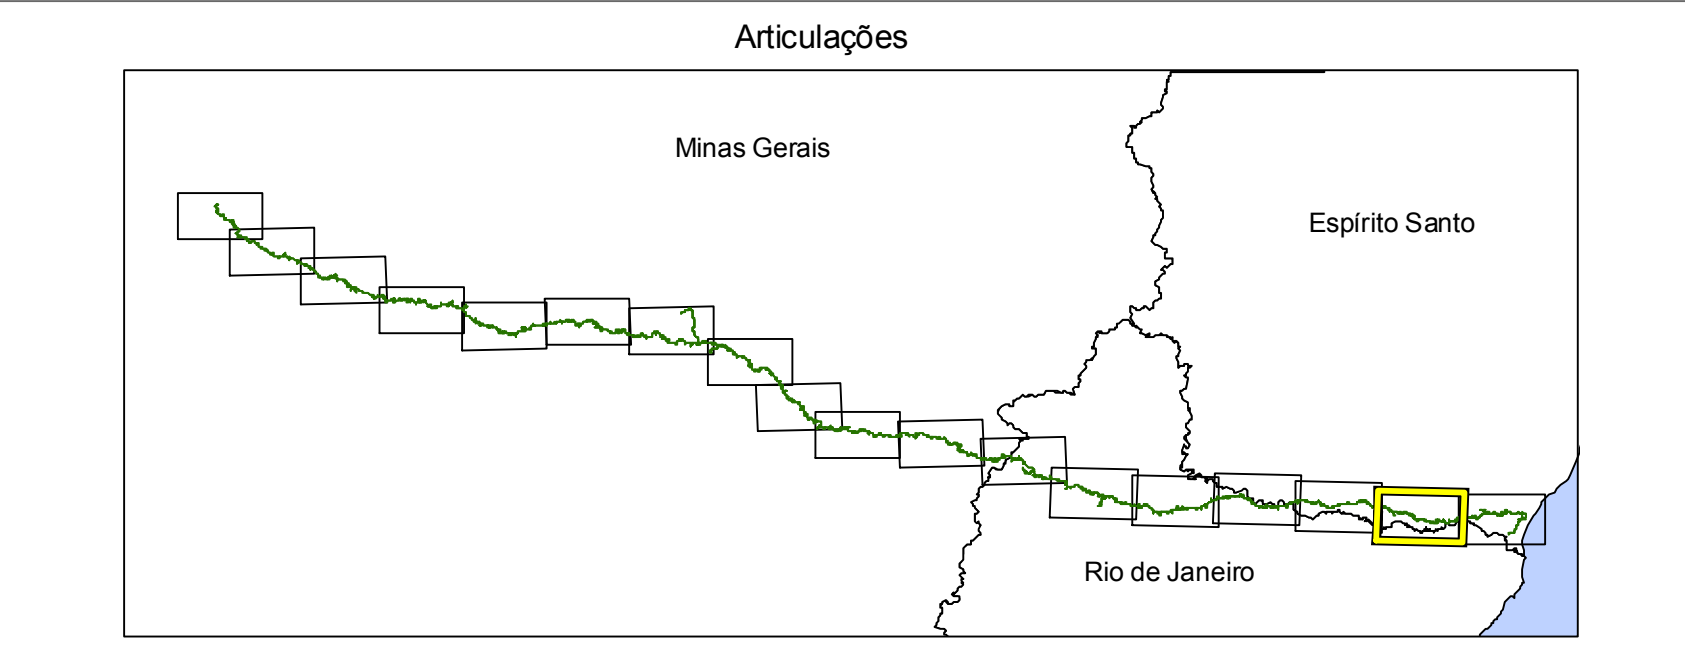 Articulações
Minas Gerais
Espírito Santo
Rio de Janeiro